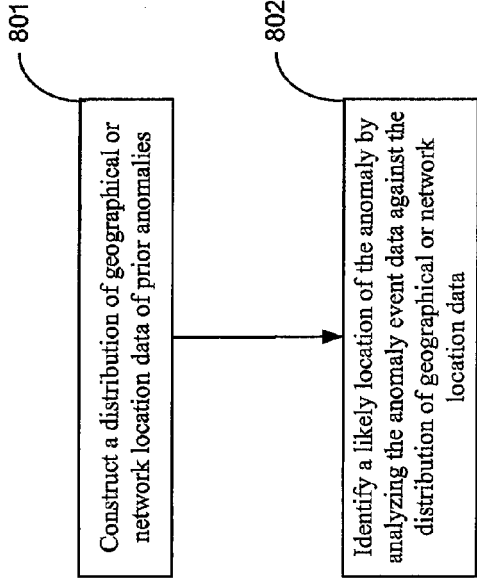 801
Construct a distribution of geographical or
network location data of prior anomalies
802
Identify a likely location of the anomaly by
analyzing the anomaly event data against the
distribution of geographical or network
location data